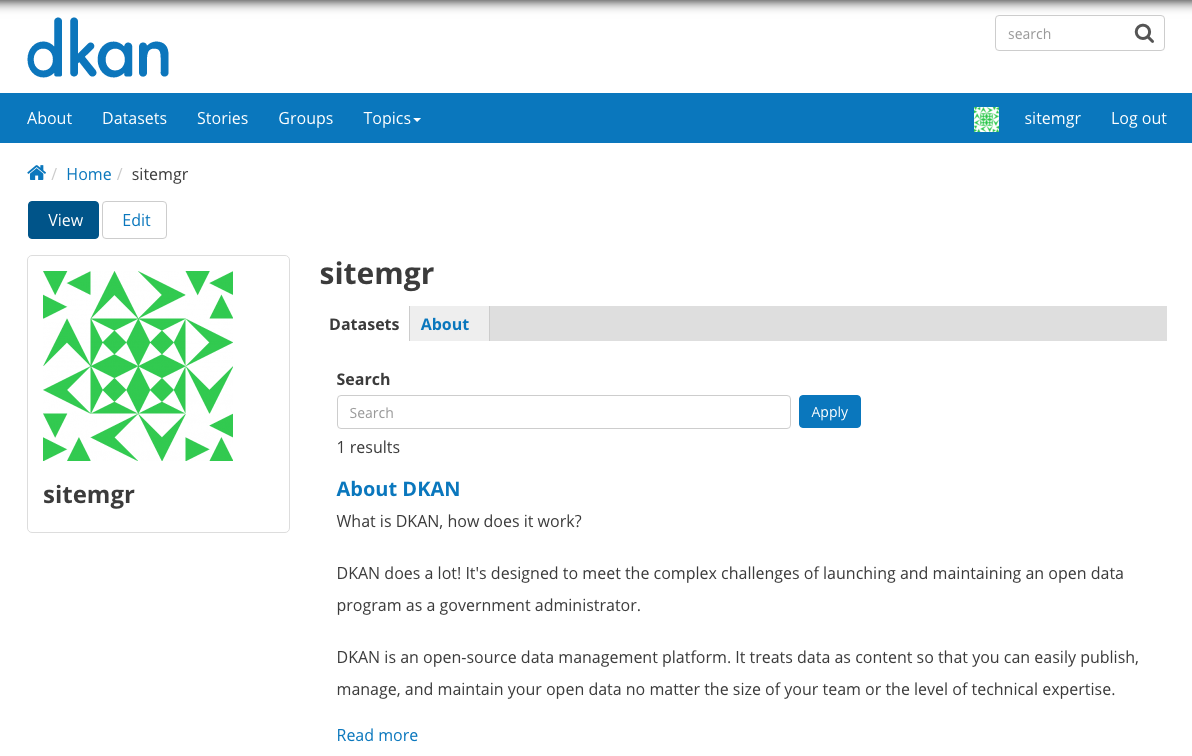 dkan
search
About Datasets Stories Groups Topics sitemgr Log out
/ Home / sitemgr
View Edit
sitemgr
sitemgr
Datasets About
Search
Search Apply
1 results
About DKAN
What is DKAN, how does it work?
DKAN does a lot! It's designed to meet the complex challenges of launching and maintaining an open data
program as a government administrator.
DKAN is an open-source data management platform. It treats data as content so that you can easily publish,
manage, and maintain your open data no matter the size of your team or the level of technical expertise.
Read more